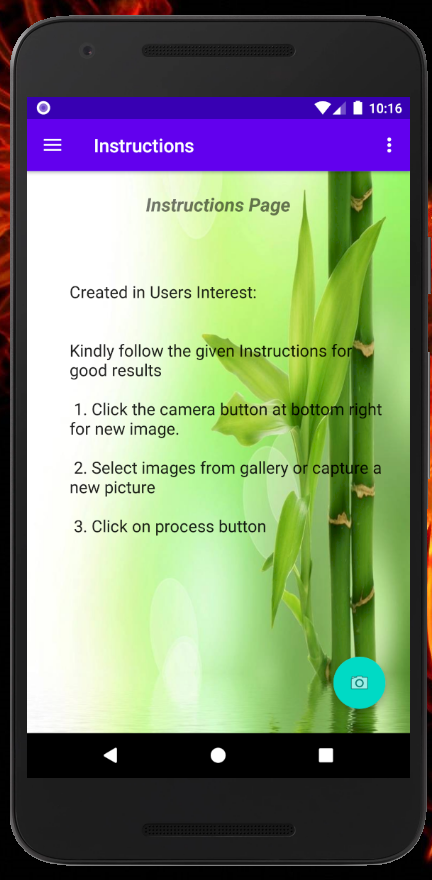 10:16
Instructions
Instructions Page
Created in Users Interest:
Kindly follow the given Instructions for
good results
1. Click the camera button at bottom right
for new image.
2. Select images from gallery or capture a
new picture
3. Click on process button